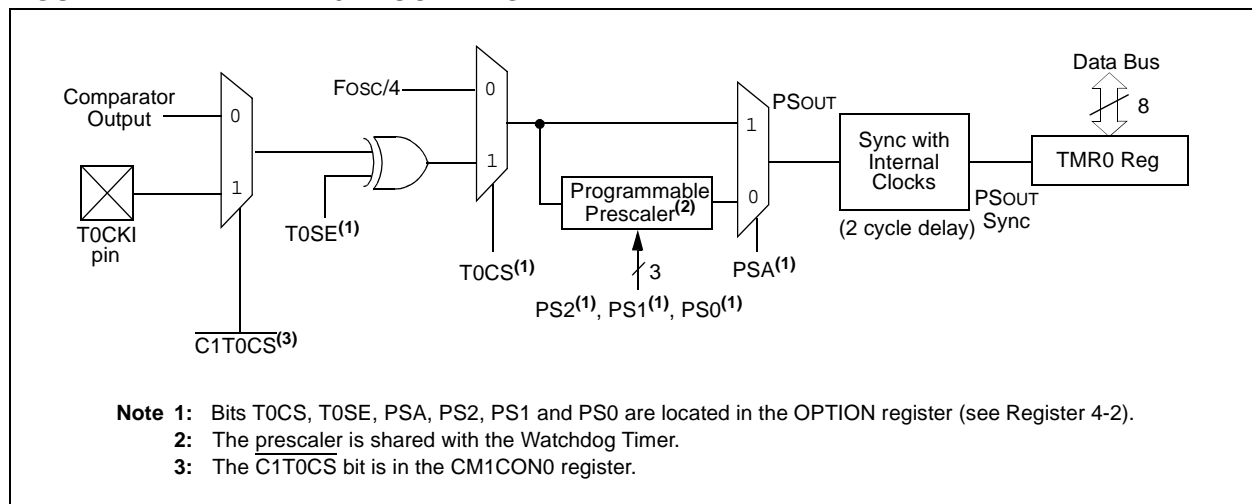 Data Bus
8
FOSC/4
0
1
Comparator
Output
0
1
T0CKI
pin
T0SE(1)
T0CS(1)
Programmable
Prescaler(2)
3
PS2(1), PS1(1), PS0(1)
1
0
PSOUT
PSA(1)
Sync with
Internal
Clocks
(2 cycle delay)
PSOUT
Sync
TMR0 Reg
C1T0CS(3)
Note 1: Bits T0CS, T0SE, PSA, PS2, PS1 and PS0 are located in the OPTION register (see Register 4-2).
2: The prescaler is shared with the Watchdog Timer.
3: The C1T0CS bit is in the CM1CON0 register.